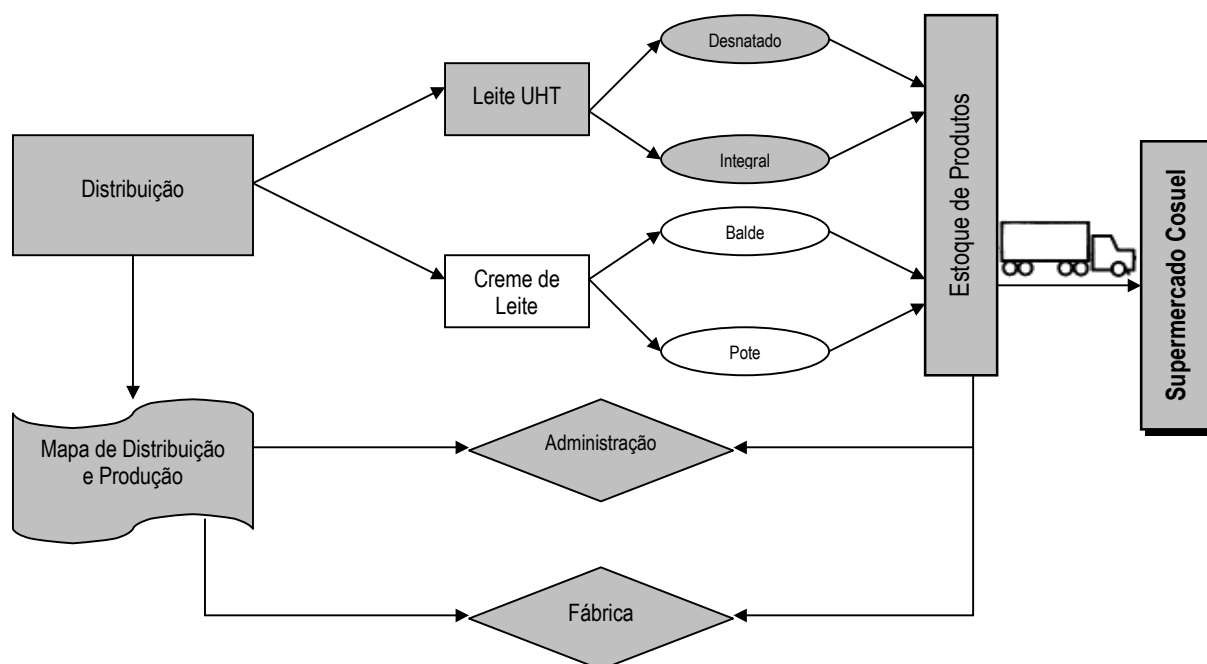 Desnatado
Leite UHT
Integral
Distribuição
Balde
Creme de
Leite
Pote
Estoque de Produtos
Supermercado Cosuel
Mapa de Distribuição
e Produção
Administração
Fábrica